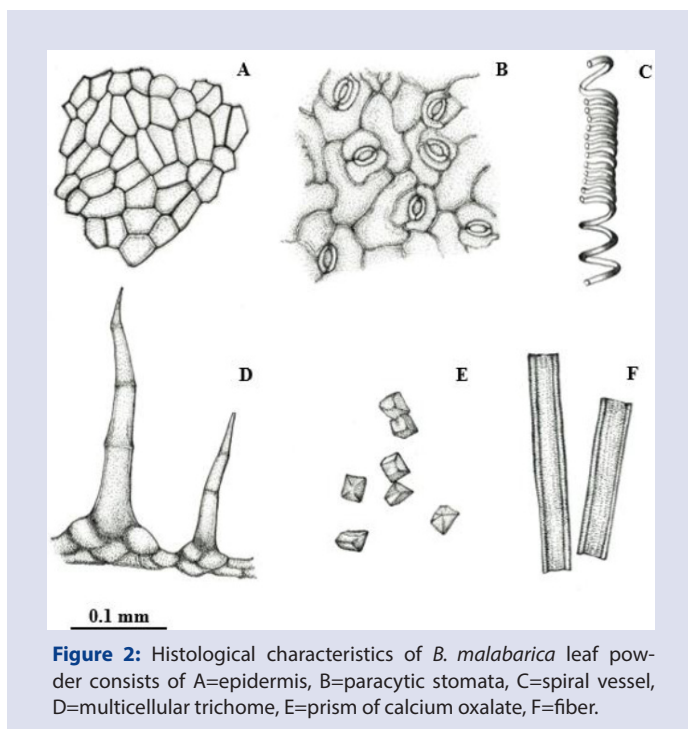 A
B
C
D
E
F
0.1 mm
Figure 2: Histological characteristics of B. malabarica leaf pow-
der consists of A=epidermis, B=paracytic stomata, C=spiral vessel,
D=multicellular trichome, E=prism of calcium oxalate, F=fiber.